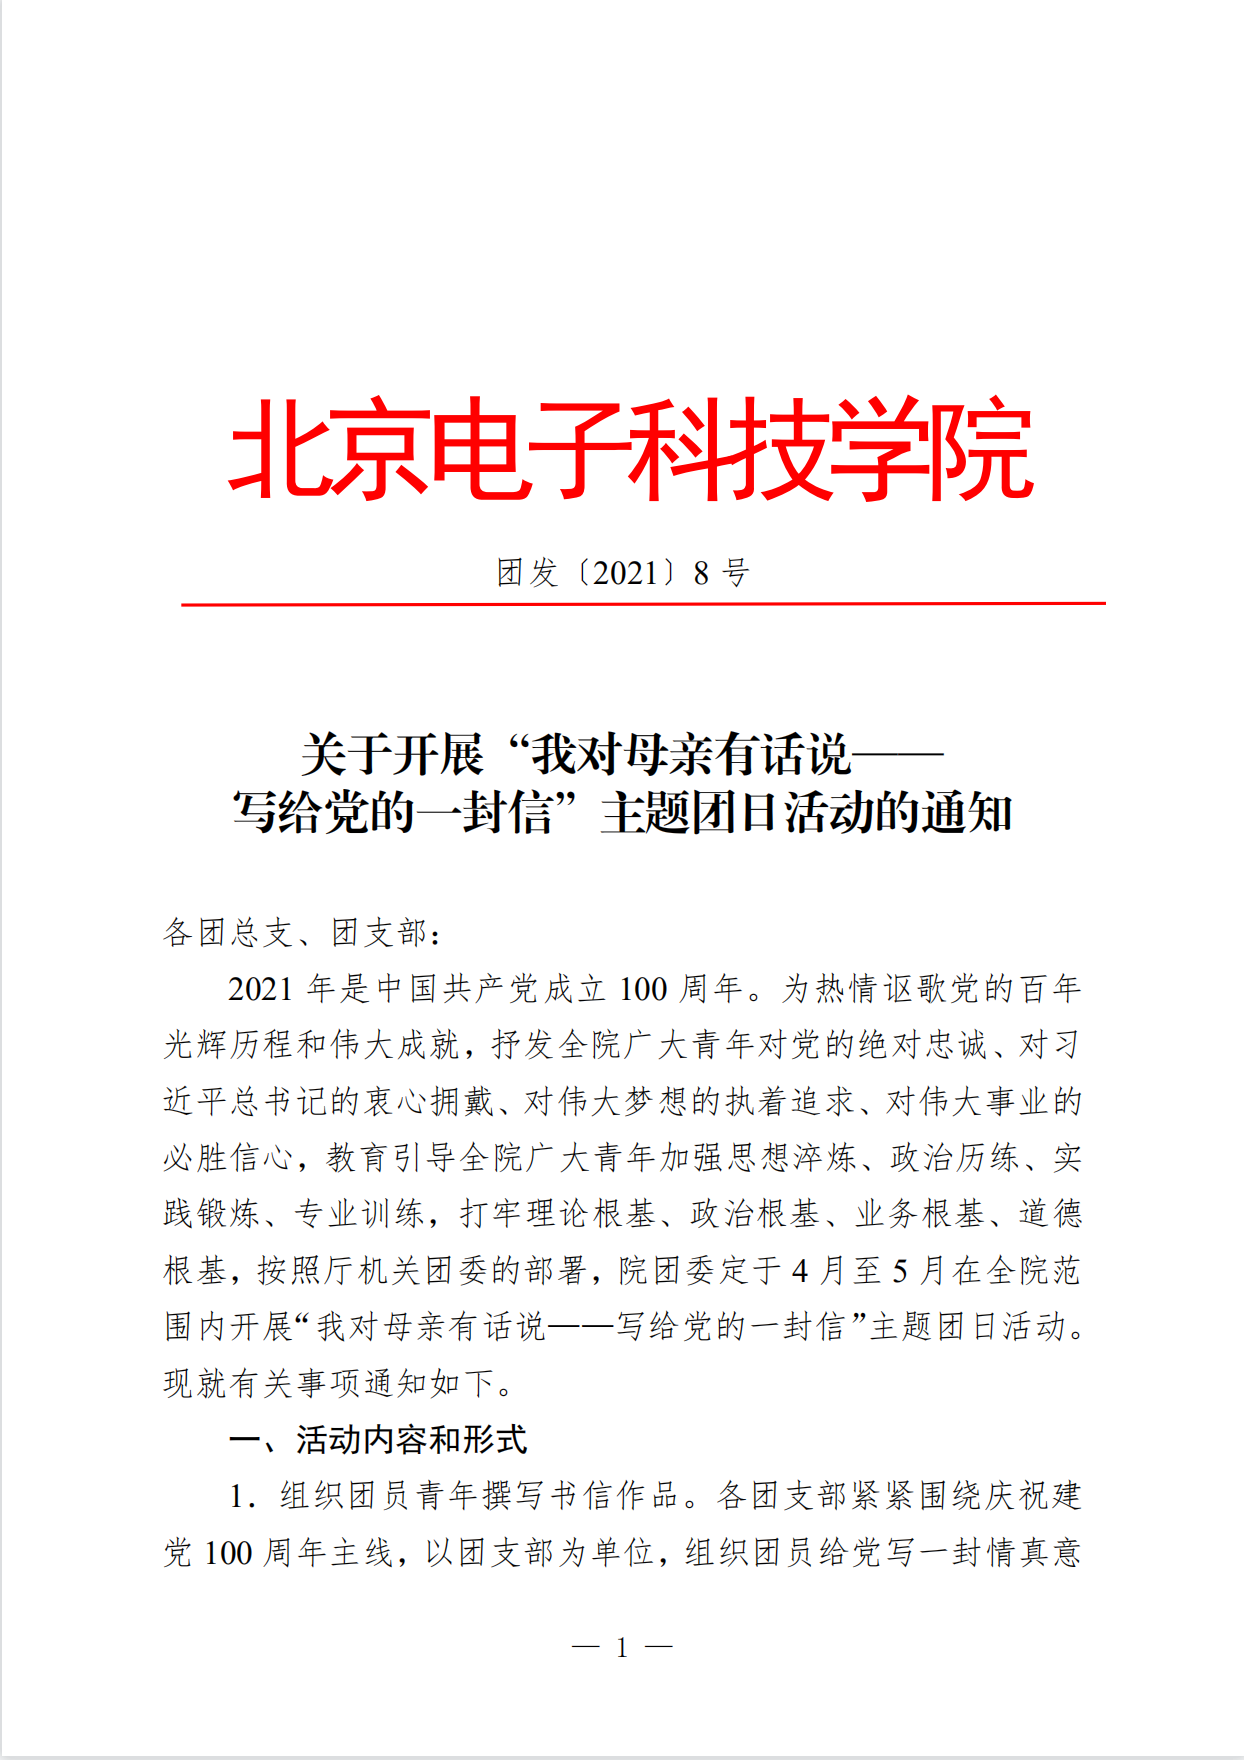 北京电子科技学院
团发〔2021〕8 号
关于开展“我对母亲有话说——
写给党的一封信”主题团日活动的通知
各团总支、团支部：
2021 年是中国共产党成立 100 周年。为热情讴歌党的百年
光辉历程和伟大成就，抒发全院广大青年对党的绝对忠诚、对习
近平总书记的衷心拥戴、对伟大梦想的执着追求、对伟大事业的
必胜信心，教育引导全院广大青年加强思想淬炼、政治历练、实
践锻炼、专业训练，打牢理论根基、政治根基、业务根基、道德
根基，按照厅机关团委的部署，院团委定于 4 月至 5 月在全院范
围内开展“我对母亲有话说——写给党的一封信”主题团日活动。
现就有关事项通知如下。
一、活动内容和形式
1．组织团员青年撰写书信作品。各团支部紧紧围绕庆祝建
党 100 周年主线，以团支部为单位，组织团员给党写一封情真意
— 1 —